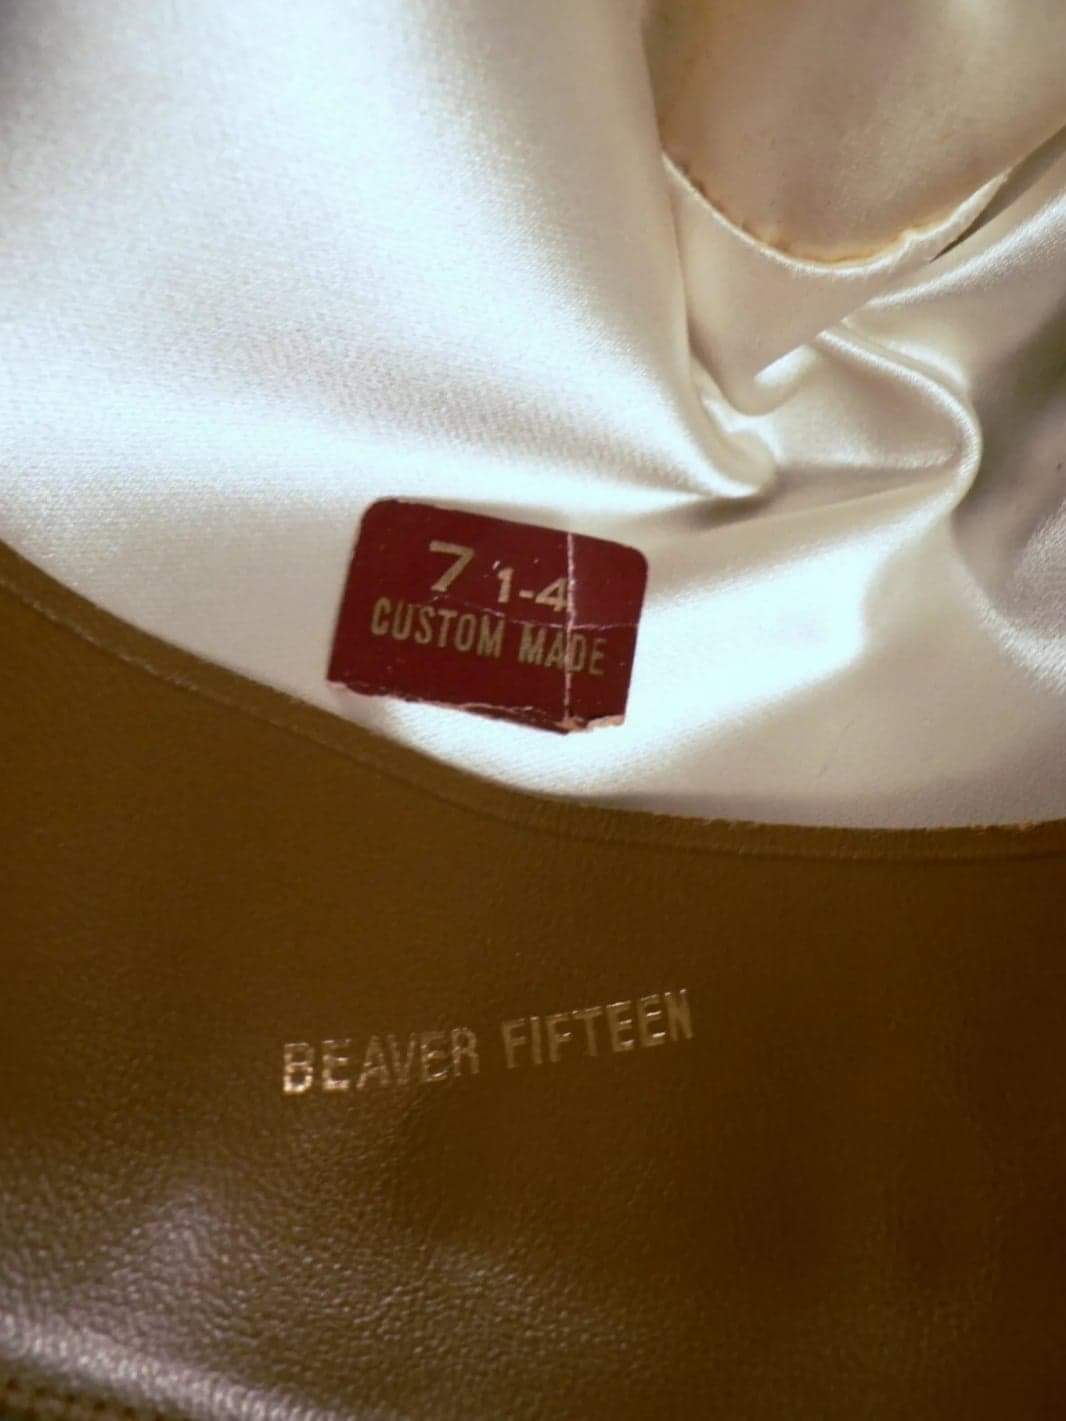 7 1-4
CUSTOM MADE
BEAVER FIFTEEN